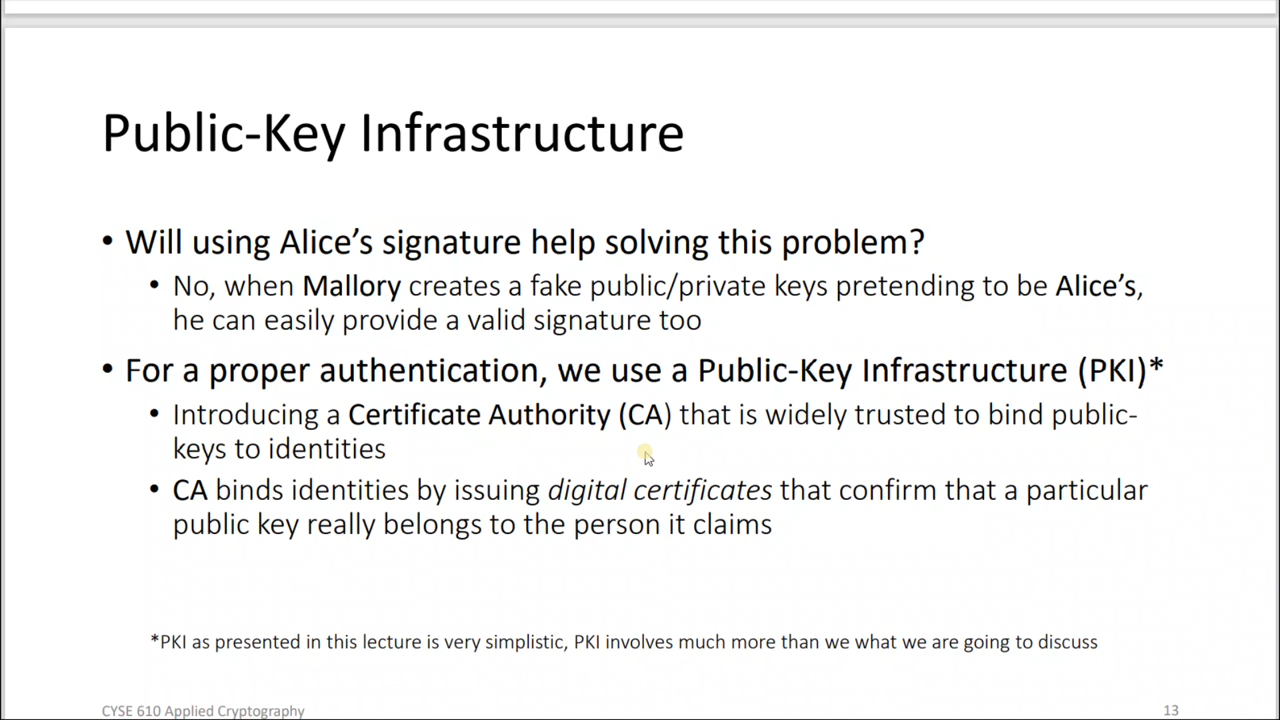 Public-Key Infrastructure
• Will using Alice’s signature help solving this problem?
• No, when Mallory creates a fake public/private keys pretending to be Alice’s,
he can easily provide a valid signature too
• For a proper authentication, we use a Public-Key Infrastructure (PKI)*
• Introducing a Certificate Authority (CA) that is widely trusted to bind public-
keys to identities
• CA binds identities by issuing digital certificates that confirm that a particular
public key really belongs to the person it claims
*PKI as presented in this lecture is very simplistic, PKI involves much more than we what we are going to discuss
CYSE 610 Applied Cryptography
13